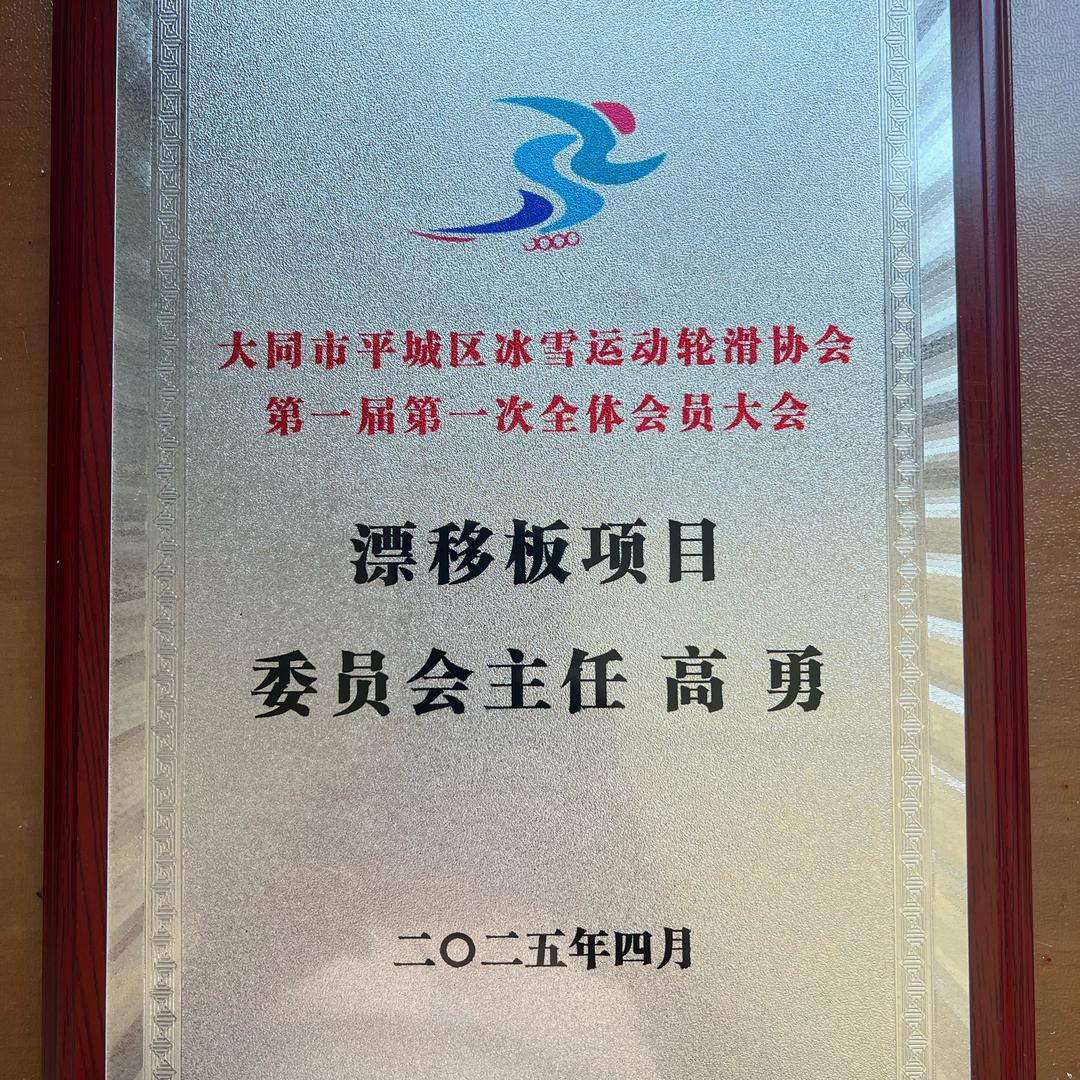 大同市平城区冰雪运动轮滑协会
第一届第一次全体会员大会
漂移板项目
委员会主任 高 勇
二〇二五年四月